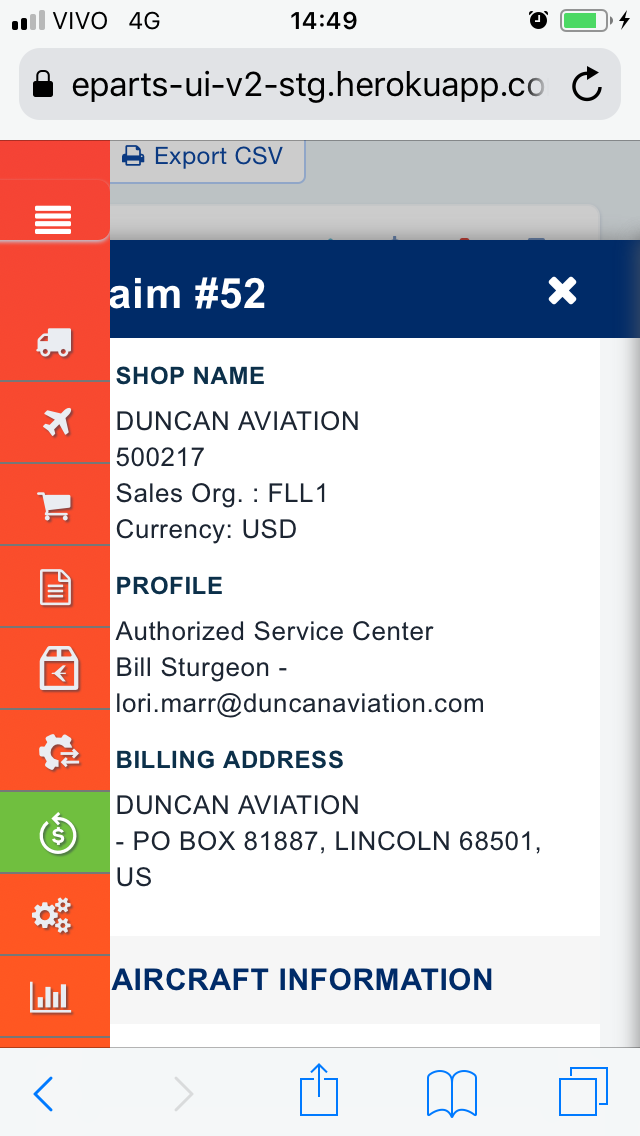 VIVO 4G 14:49
eparts-ui-v2-stg.herokuapp.co
Export CSV
aim #52
SHOP NAME
DUNCAN AVIATION
500217
Sales Org. : FLL1
Currency: USD
PROFILE
Authorized Service Center
Bill Sturgeon -
lori.marr@duncanaviation.com
BILLING ADDRESS
DUNCAN AVIATION
- PO BOX 81887, LINCOLN 68501,
US
AIRCRAFT INFORMATION